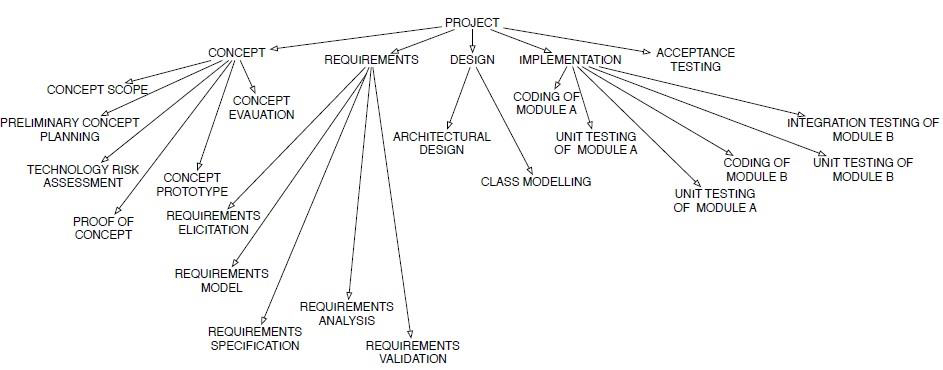 PROJECT
CONCEPT
REQUIREMENTS
DESIGN
IMPLEMENTATION
ACCEPTANCE
TESTING
CONCEPT SCOPE
PRELIMINARY CONCEPT
PLANNING
TECHNOLOGY RISK
ASSESSMENT
PROOF OF
CONCEPT
CONCEPT
PROTOTYPE
CONCEPT
EVAUATION
REQUIREMENTS
ELICITATION
REQUIREMENTS
MODEL
REQUIREMENTS
SPECIFICATION
REQUIREMENTS
ANALYSIS
REQUIREMENTS
VALIDATION
ARCHITECTURAL
DESIGN
CLASS MODELLING
CODING OF
MODULE A
UNIT TESTING
OF MODULE A
UNIT TESTING
OF MODULE A
CODING OF
MODULE B
UNIT TESTING OF
MODULE B
INTEGRATION TESTING OF
MODULE B